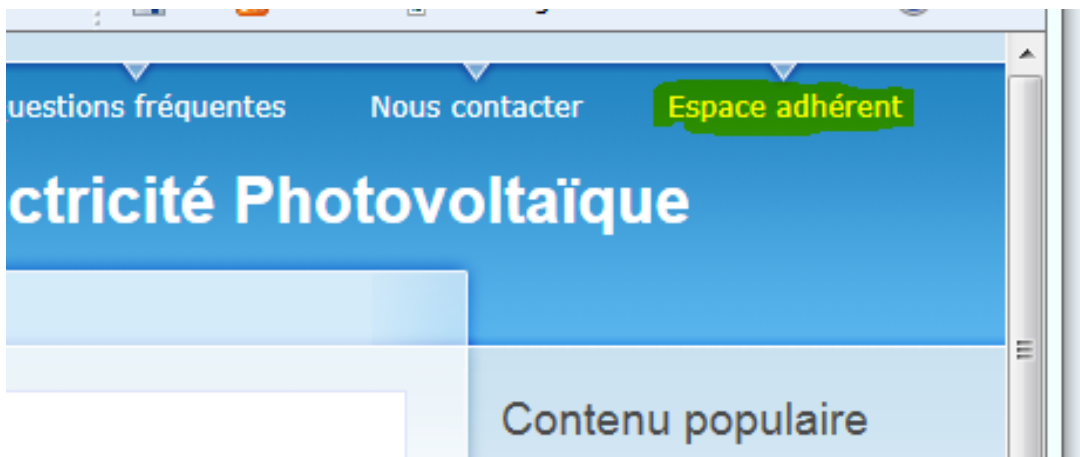 uestions fréquentes Nous contacter Espace adhérent
ctricité Photovoltaïque
Contenu populaire